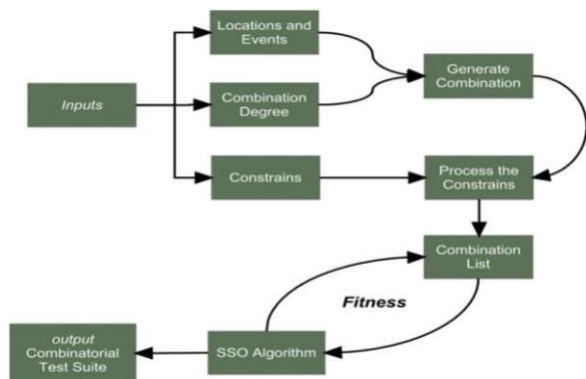 Locations and
Events
Inputs
Combination
Degree
Generate
Combination
Constrains
Process the
Constrains
Combination
List
Fitness
output
Combinatorial
Test Suite
SSO Algorithm